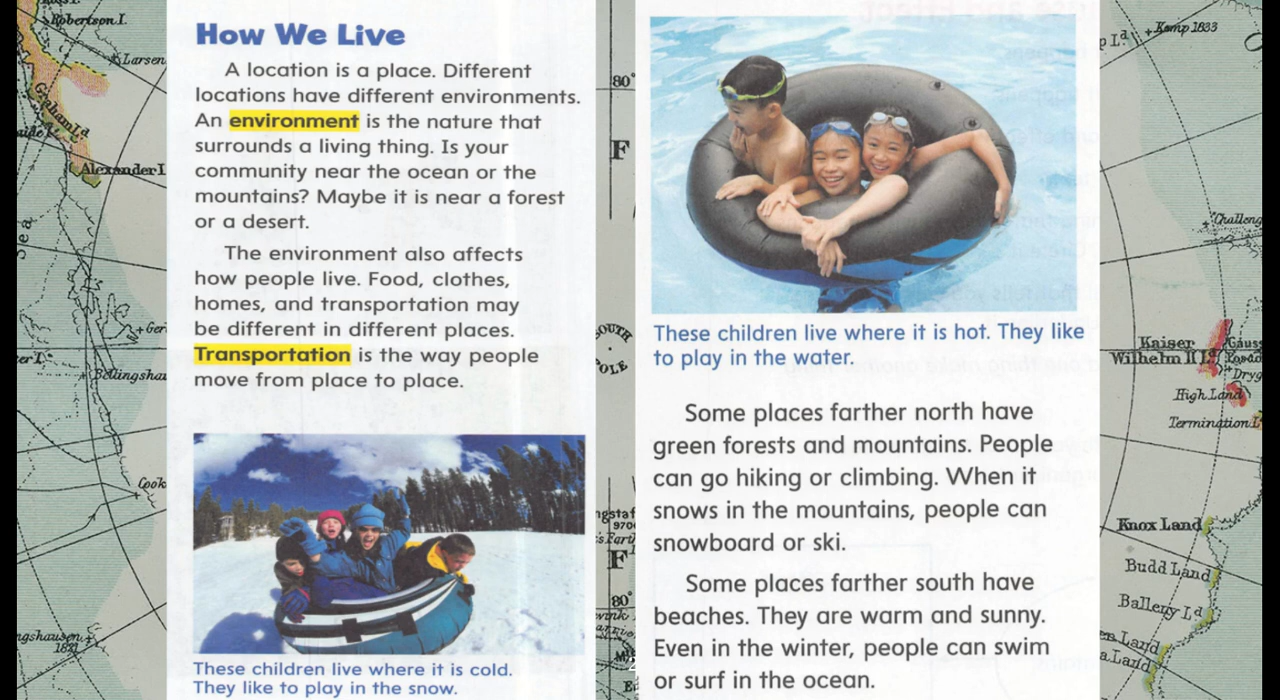 How We Live
A location is a place. Different
locations have different environments.
An environment is the nature that
surrounds a living thing. Is your
community near the ocean or the
mountains? Maybe it is near a forest
or a desert.
The environment also affects
how people live. Food, clothes,
homes, and transportation may
be different in different places.
Transportation is the way people
move from place to place.
These children live where it is cold.
They like to play in the snow.
These children live where it is hot. They like
to play in the water.
Some places farther north have
green forests and mountains. People
can go hiking or climbing. When it
snows in the mountains, people can
snowboard or ski.
Some places farther south have
beaches. They are warm and sunny.
Even in the winter, people can swim
or surf in the ocean.
Robertson I.
Larsen
Graham Ld
Alexander I
Sea
Cook
80°
F
SOUTH
F
80°
Kemp 1833
Kaiser
Wilhelm II Ld
High Land
Knox Land
Budd Land
Balleny Ld